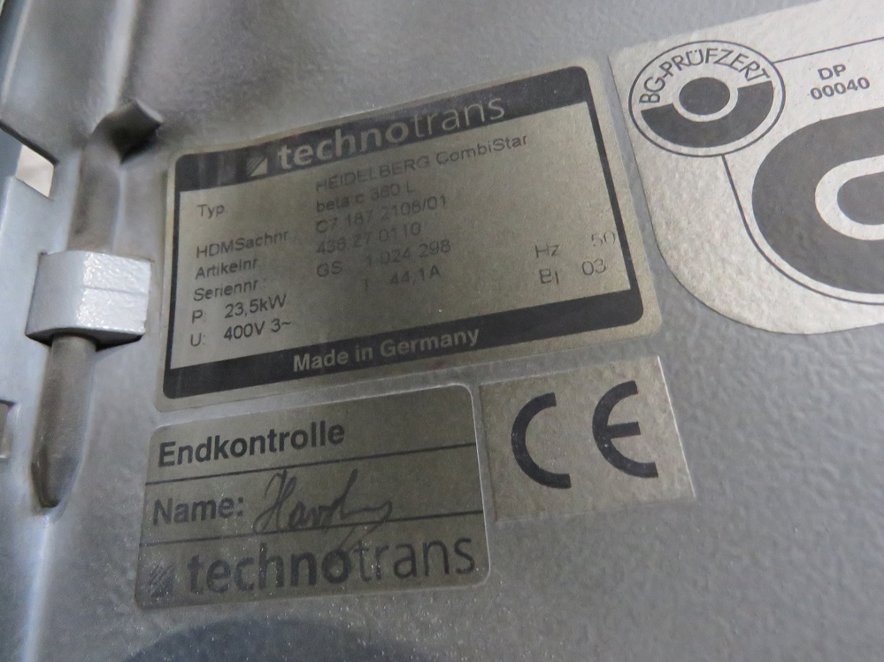 technotrans
Typ HEIDELBERG CombiStar
beta c 380 L
HDMSachnr C7 187 2108/01
Artikelnr 438.27 0110
Seriennr GS 1 024 298
P: 23,5kW I 44,1A Hz 50
U: 400V 3~ Bj 03
Made in Germany
BG-PRÜFZERT
DP
00040
Endkontrolle
Name:
technotrans
CE